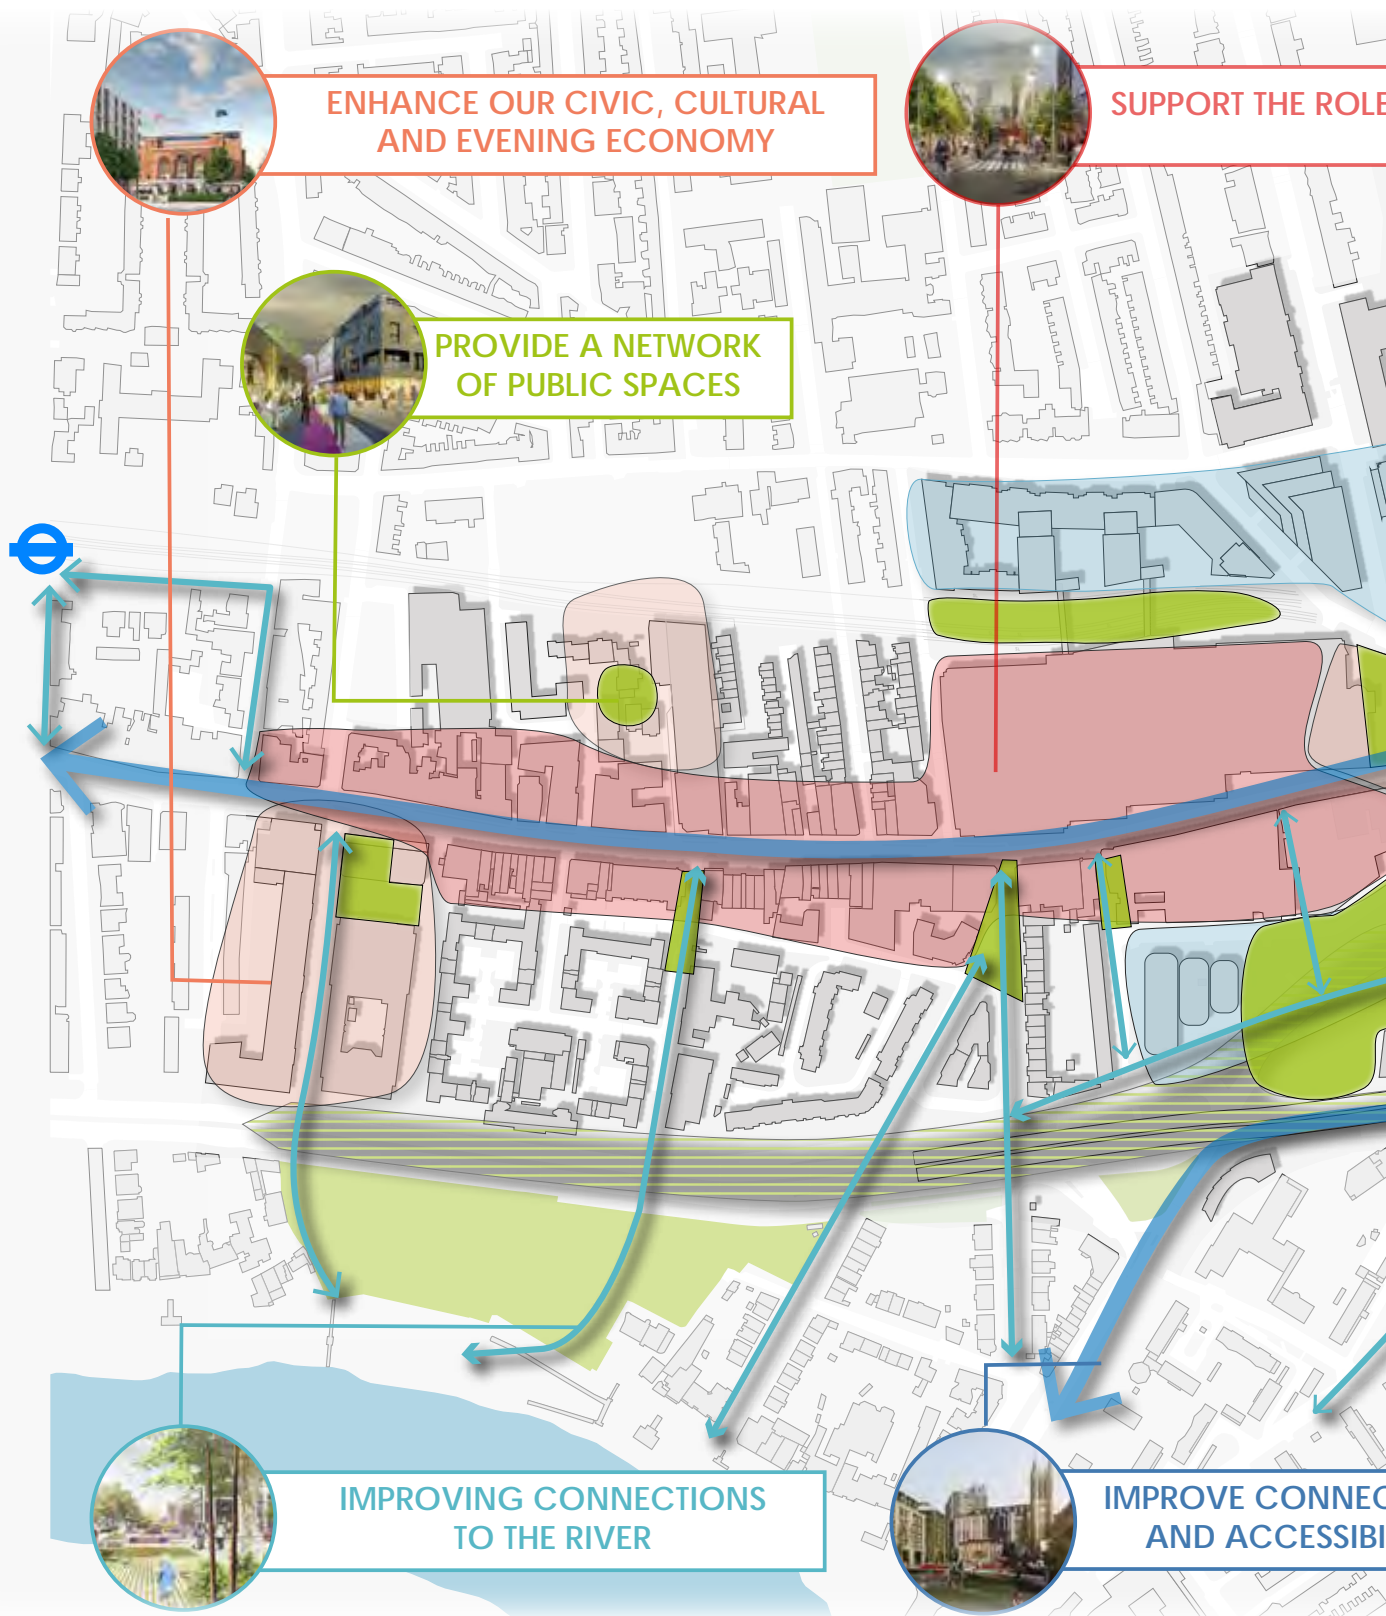 ENHANCE OUR CIVIC, CULTURAL
AND EVENING ECONOMY
SUPPORT THE ROLE
PROVIDE A NETWORK
OF PUBLIC SPACES
IMPROVING CONNECTIONS
TO THE RIVER
IMPROVE CONNEC
AND ACCESSIBI